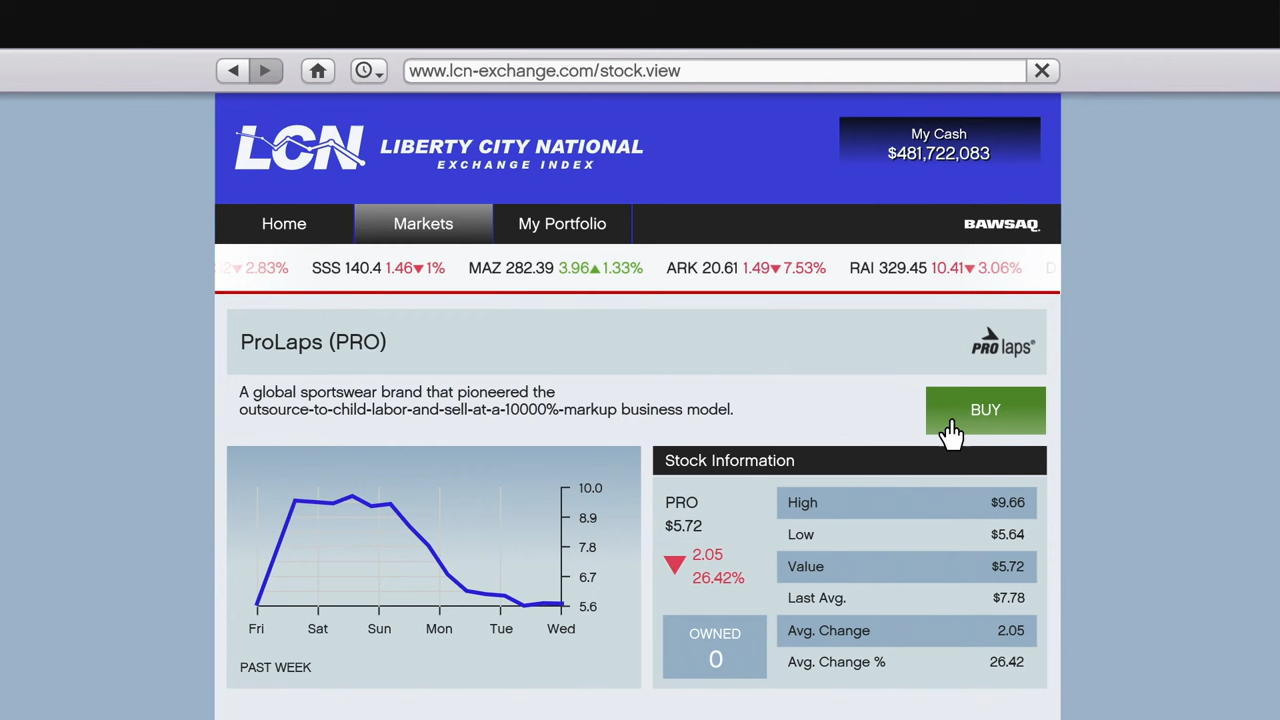 www.lcn-exchange.com/stock.view
LCN LIBERTY CITY NATIONAL
EXCHANGE INDEX
My Cash
$481,722,083
Home Markets My Portfolio BAWSAQ
2.83% SSS 140.4 1.46▼1% MAZ 282.39 3.96▲1.33% ARK 20.61 1.49▼7.53% RAI 329.45 10.41▼3.06%
ProLaps (PRO) PRO laps®
A global sportswear brand that pioneered the
outsource-to-child-labor-and-sell-at-a-10000%-markup business model.
BUY
10.0
8.9
7.8
6.7
5.6
Fri Sat Sun Mon Tue Wed
PAST WEEK
Stock Information
PRO
$5.72
2.05
26.42%
OWNED
0
High $9.66
Low $5.64
Value $5.72
Last Avg. $7.78
Avg. Change 2.05
Avg. Change % 26.42